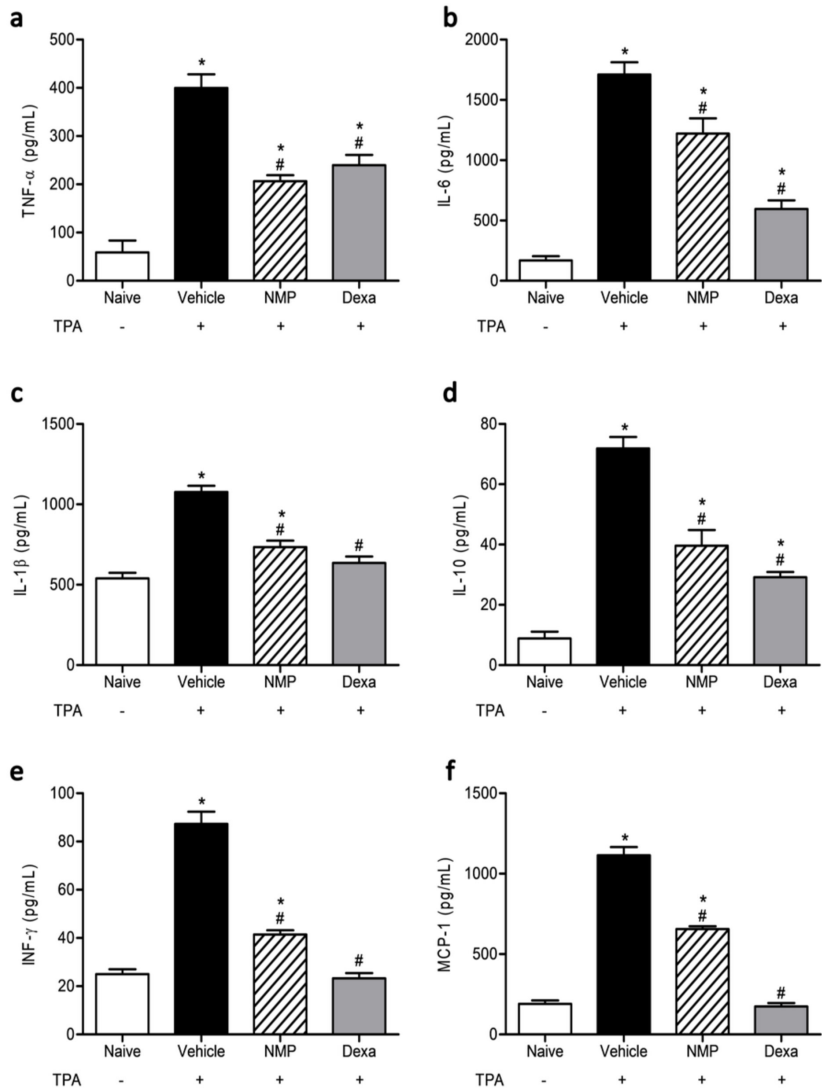 a
TNF-α (pg/mL)
500
400
300
200
100
0
*
*
#
*
#
Naive Vehicle NMP Dexa
TPA - + + +
b
IL-6 (pg/mL)
2000
1500
1000
500
0
*
*
#
*
#
Naive Vehicle NMP Dexa
TPA - + + +
c
IL-1β (pg/mL)
1500
1000
500
0
*
*
#
#
Naive Vehicle NMP Dexa
TPA - + + +
d
IL-10 (pg/mL)
80
60
40
20
0
*
*
#
*
#
Naive Vehicle NMP Dexa
TPA - + + +
e
INF-γ (pg/mL)
100
80
60
40
20
0
*
*
#
#
Naive Vehicle NMP Dexa
TPA - + + +
f
MCP-1 (pg/mL)
1500
1000
500
0
*
*
#
#
Naive Vehicle NMP Dexa
TPA - + + +